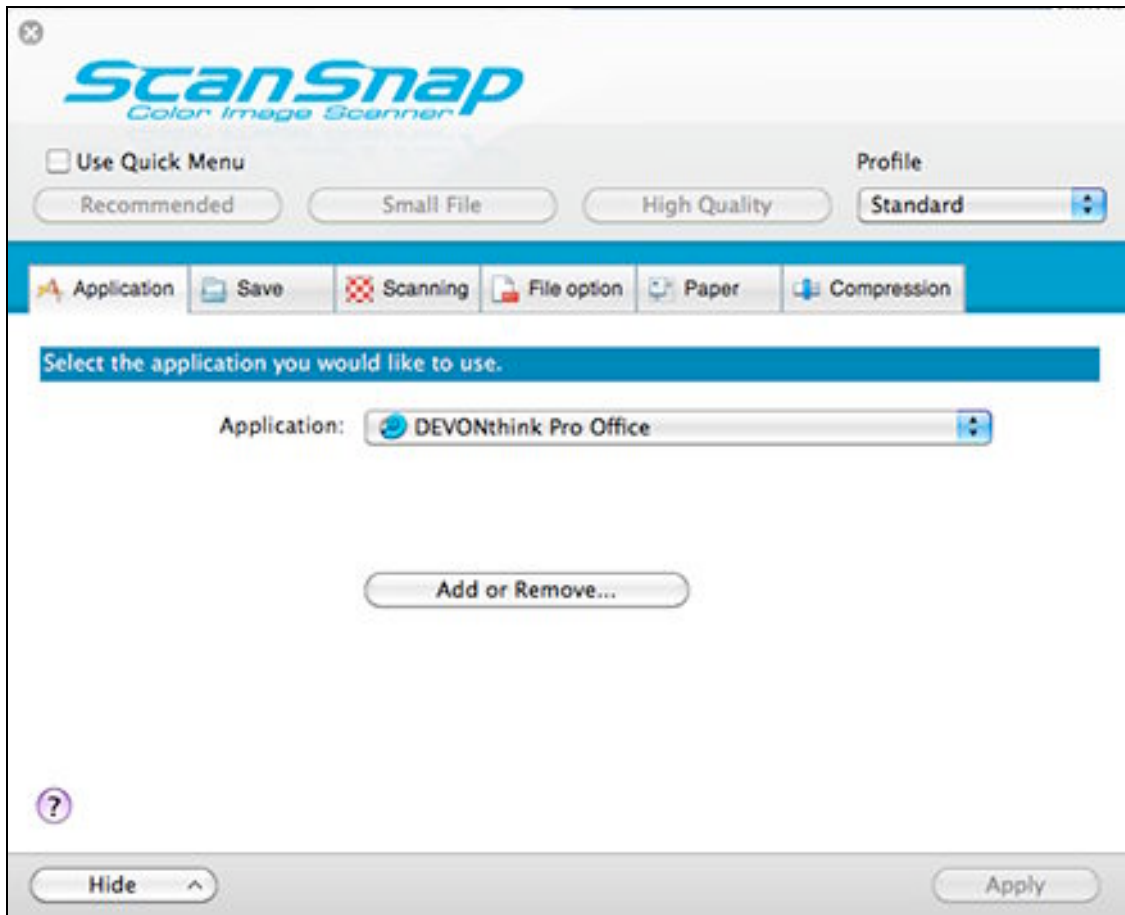 ScanSnap
Color Image Scanner
Use Quick Menu
Profile
Recommended
Small File
High Quality
Standard
Application
Save
Scanning
File option
Paper
Compression
Select the application you would like to use.
Application:
DEVONthink Pro Office
Add or Remove...
?
Hide
Apply